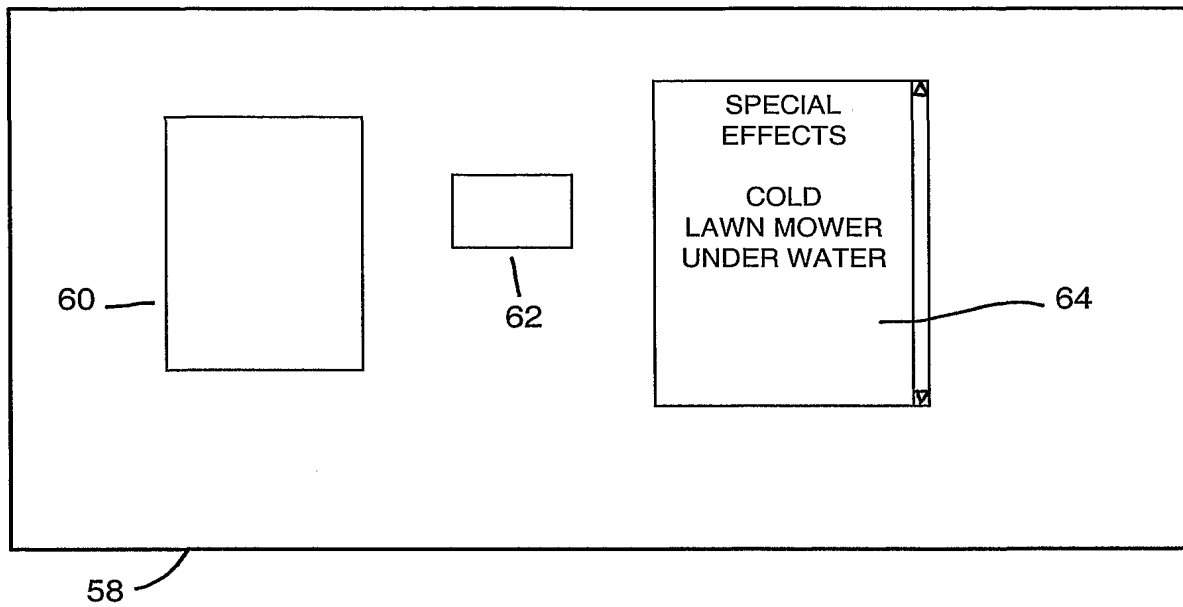 SPECIAL
EFFECTS
COLD
LAWN MOWER
UNDER WATER
60
62
64
58